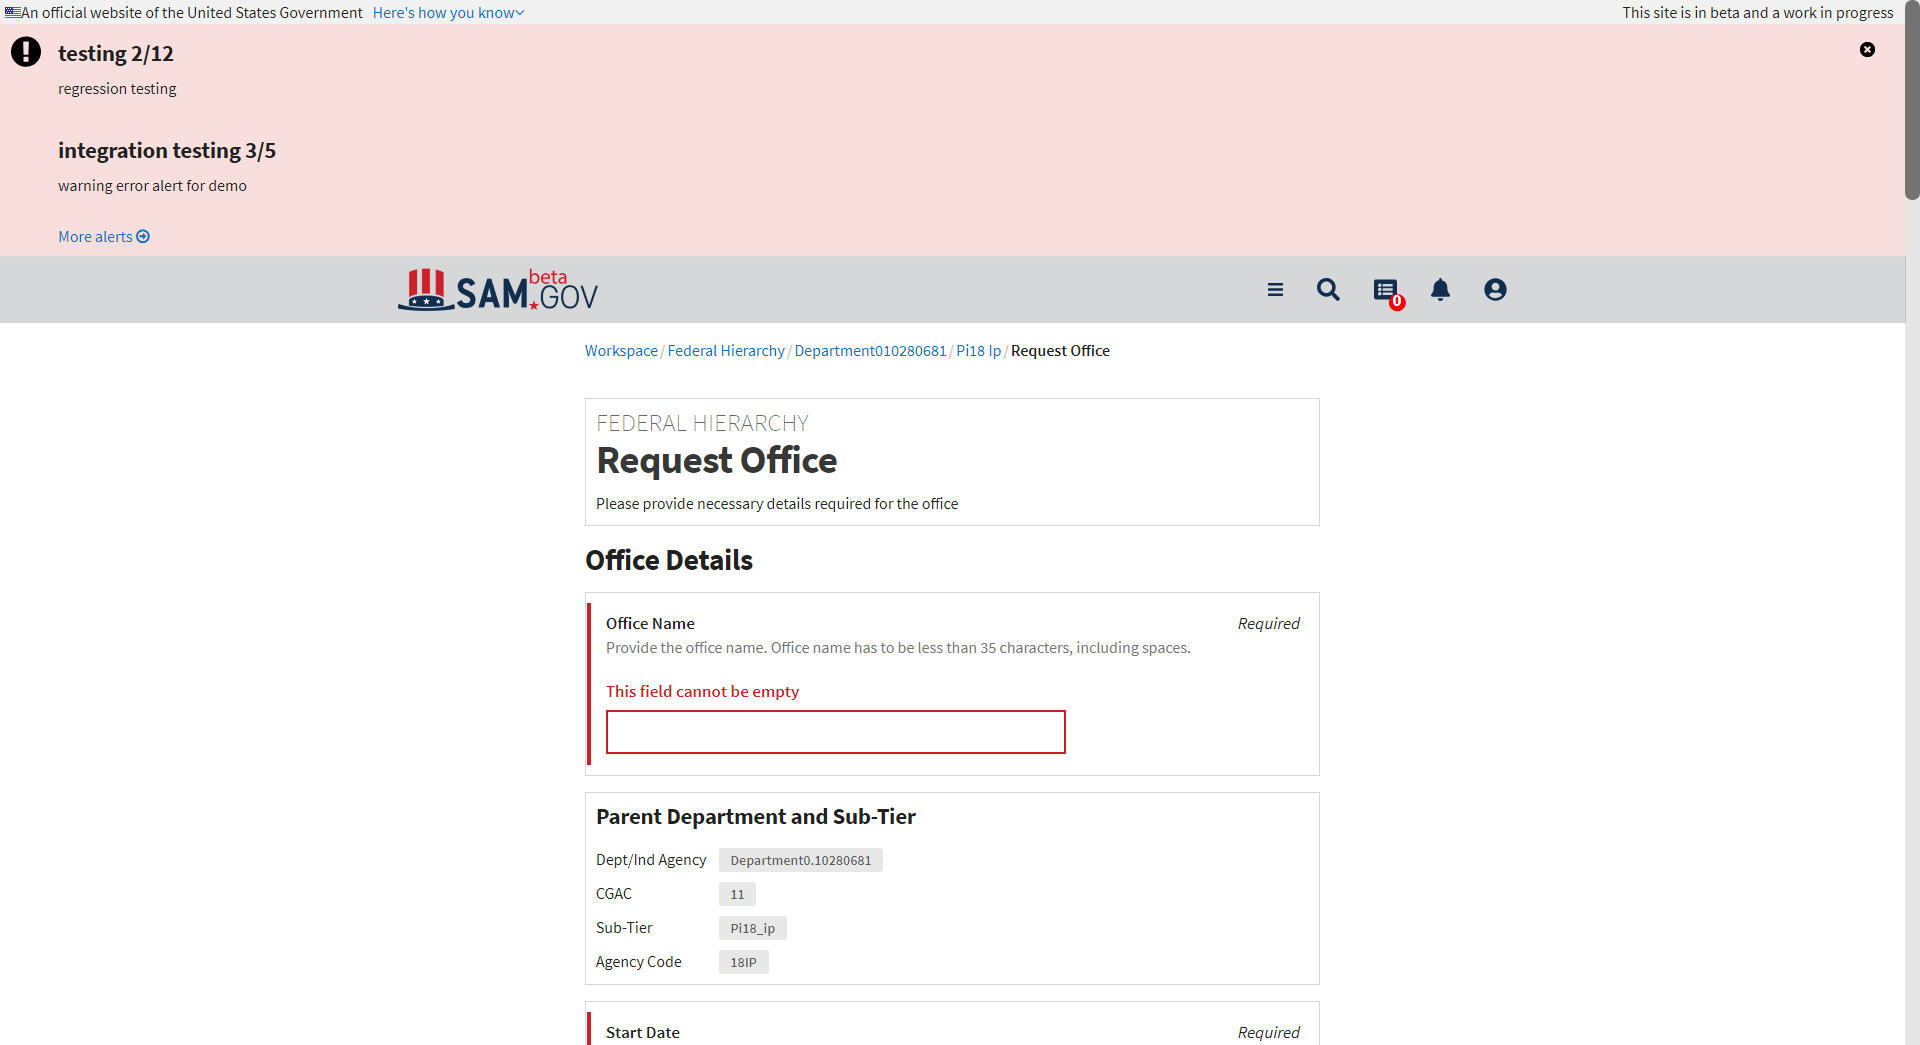 An official website of the United States Government Here's how you know
This site is in beta and a work in progress
testing 2/12
regression testing
integration testing 3/5
warning error alert for demo
More alerts
SAM.GOV beta
0
Workspace / Federal Hierarchy / Department010280681 / Pi18 Ip / Request Office
FEDERAL HIERARCHY
Request Office
Please provide necessary details required for the office
Office Details
Office Name Required
Provide the office name. Office name has to be less than 35 characters, including spaces.
This field cannot be empty
Parent Department and Sub-Tier
Dept/Ind Agency Department0.10280681
CGAC 11
Sub-Tier Pi18_ip
Agency Code 18IP
Start Date Required